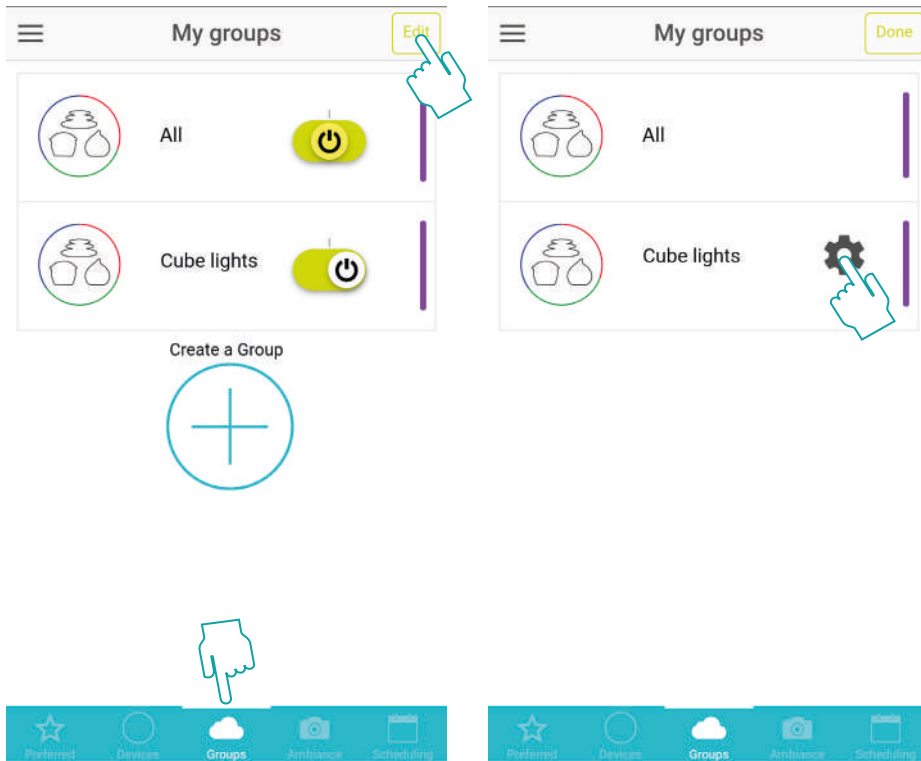 My groups
Edit
All
Cube lights
Create a Group
Preferred
Devices
Groups
Ambiance
Scheduling
My groups
Done
All
Cube lights
Preferred
Devices
Groups
Ambiance
Scheduling